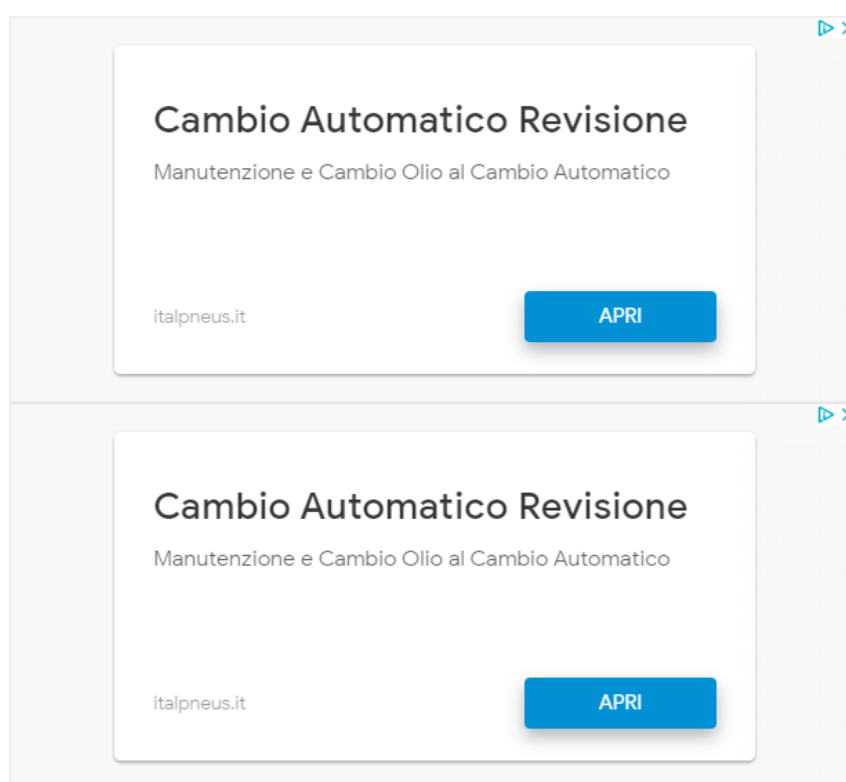 Cambio Automatico Revisione
Manutenzione e Cambio Olio al Cambio Automatico
italpneus.it
APRI
Cambio Automatico Revisione
Manutenzione e Cambio Olio al Cambio Automatico
italpneus.it
APRI